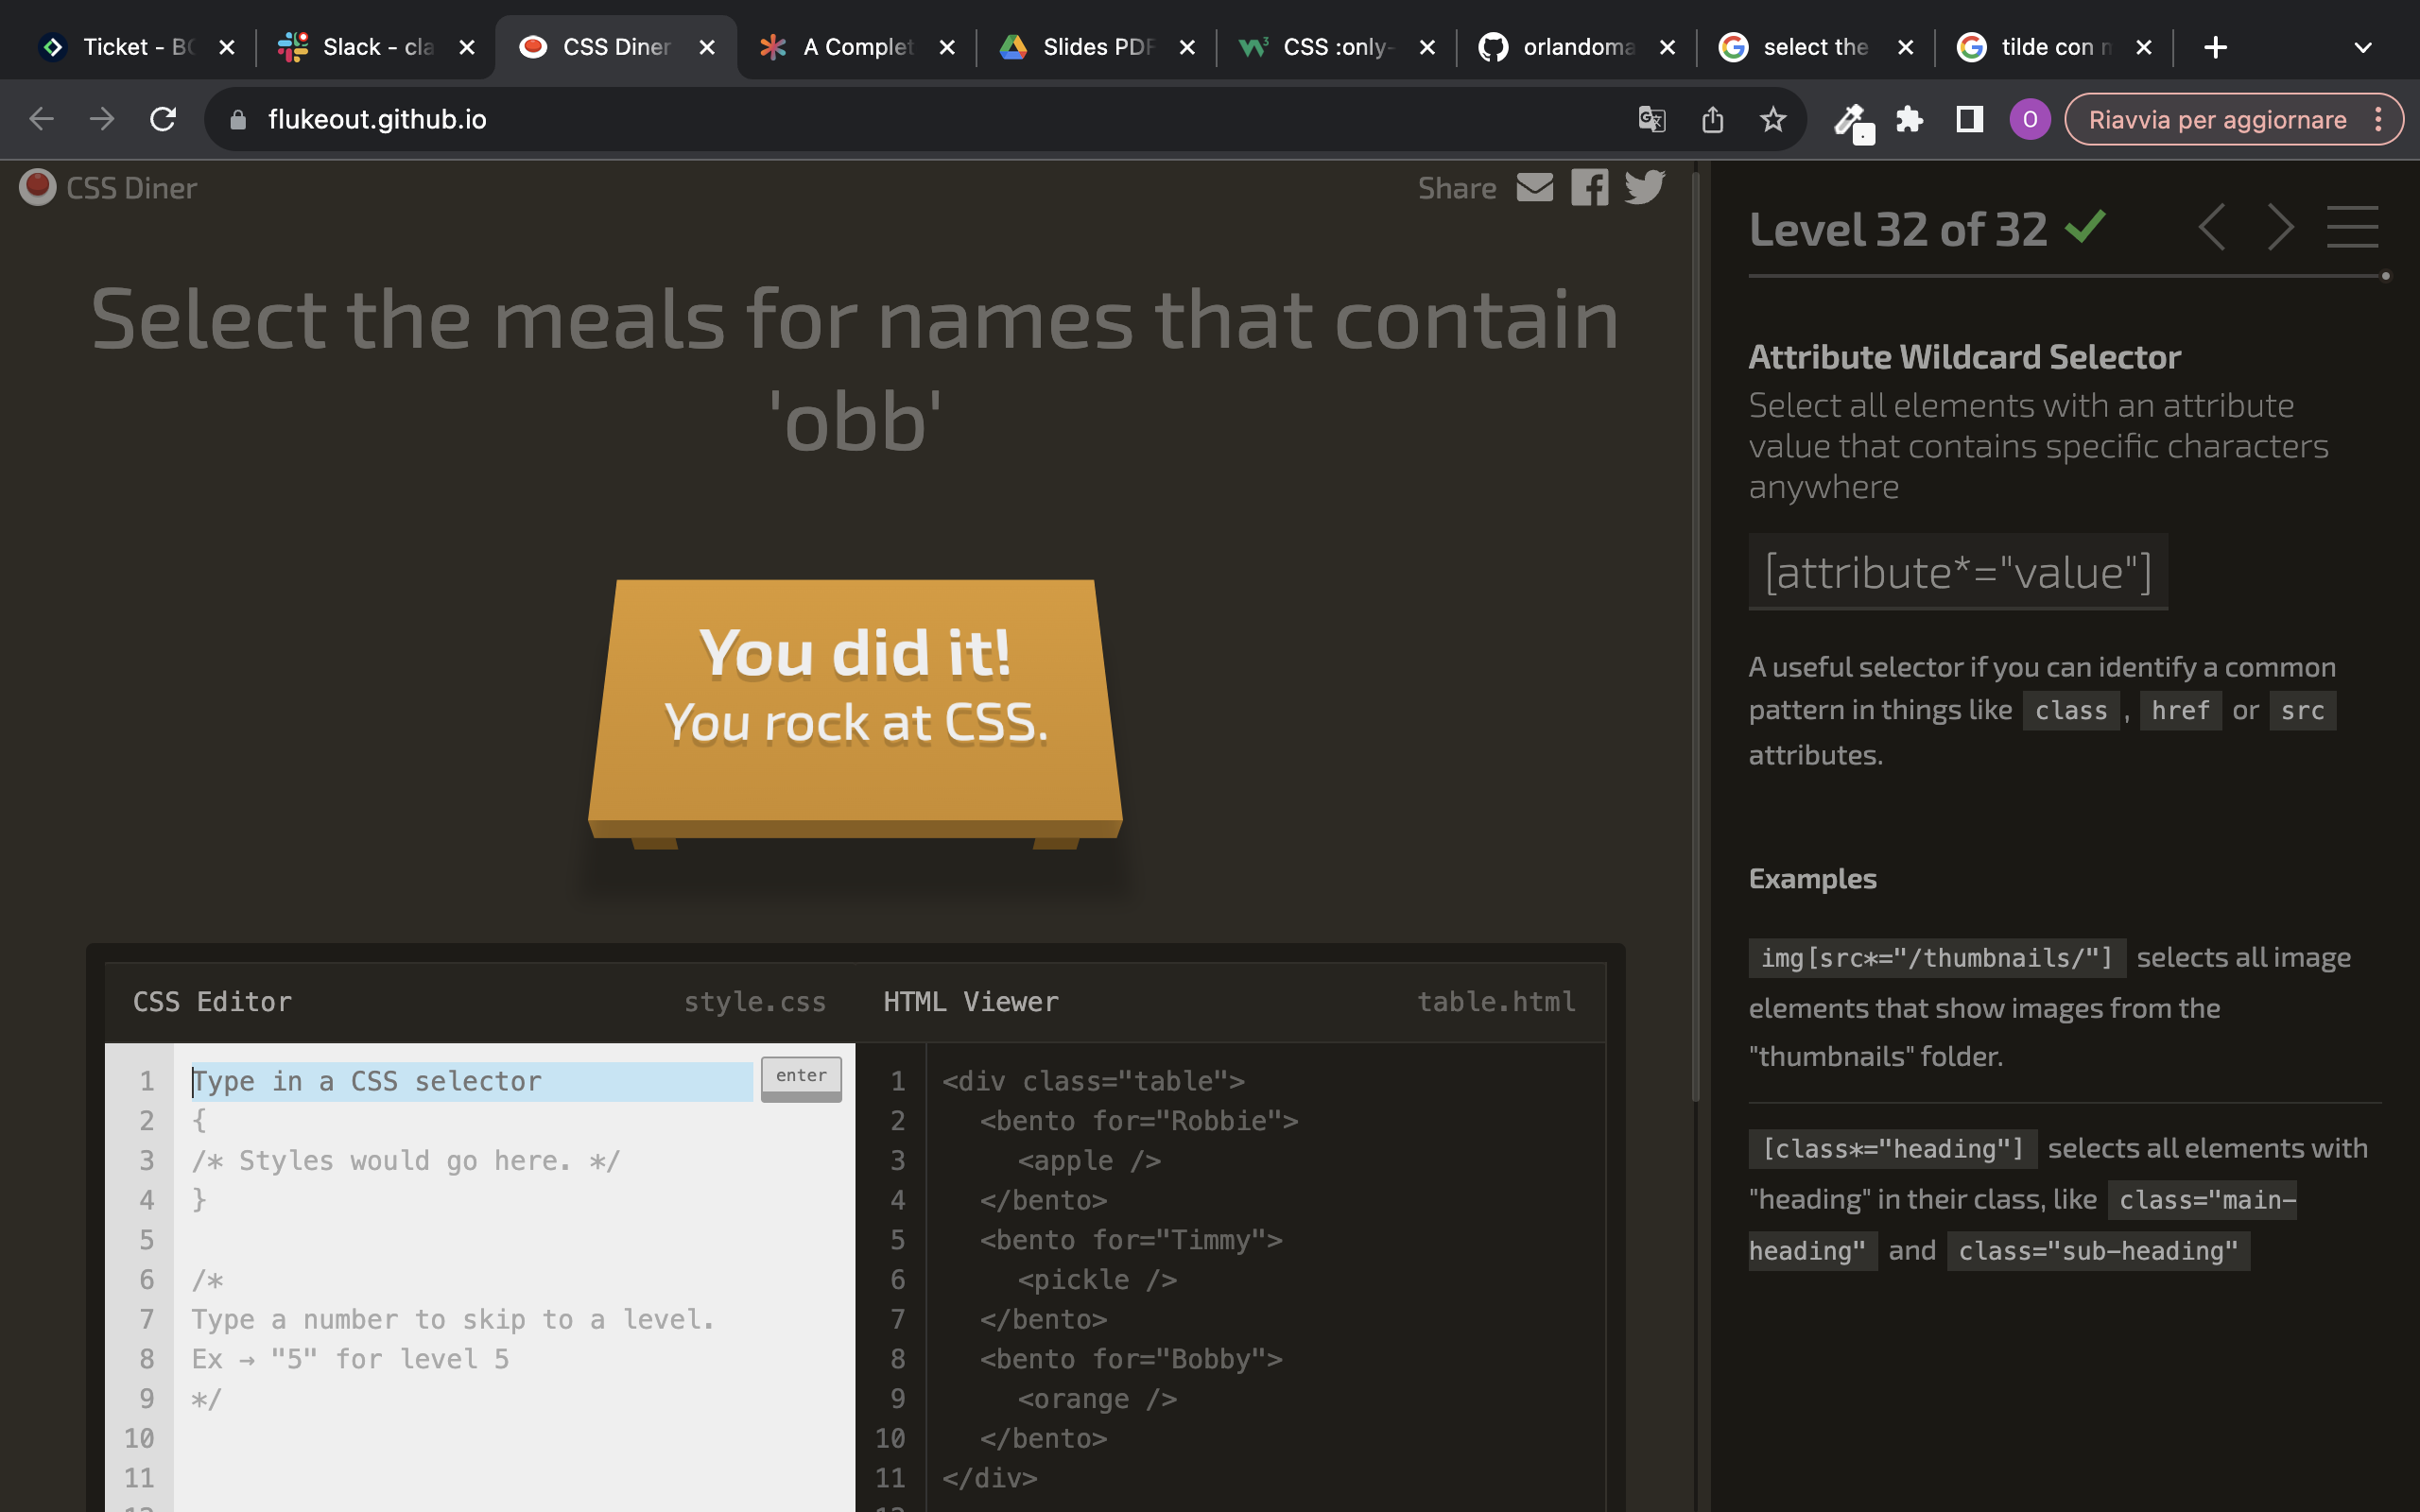 Ticket - BC
Slack - cla
CSS Diner
A Complet
Slides PDF
CSS :only-
orlandoma
select the
tilde con n
flukeout.github.io
O
Riavvia per aggiornare
CSS Diner
Share
Select the meals for names that contain
'obb'
You did it!
You rock at CSS.
CSS Editor
style.css
HTML Viewer
table.html
1
Type in a CSS selector
enter
2
{
3
/* Styles would go here. */
4
}
5
6
/*
7
Type a number to skip to a level.
8
Ex → "5" for level 5
9
*/
10
11
1 <div class="table">
2 <bento for="Robbie">
3 <apple />
4 </bento>
5 <bento for="Timmy">
6 <pickle />
7 </bento>
8 <bento for="Bobby">
9 <orange />
10 </bento>
11 </div>
Level 32 of 32
Attribute Wildcard Selector
Select all elements with an attribute
value that contains specific characters
anywhere
[attribute*="value"]
A useful selector if you can identify a common
pattern in things like class , href or src
attributes.
Examples
img[src*="/thumbnails/"] selects all image
elements that show images from the
"thumbnails" folder.
[class*="heading"] selects all elements with
"heading" in their class, like class="main-
heading" and class="sub-heading"